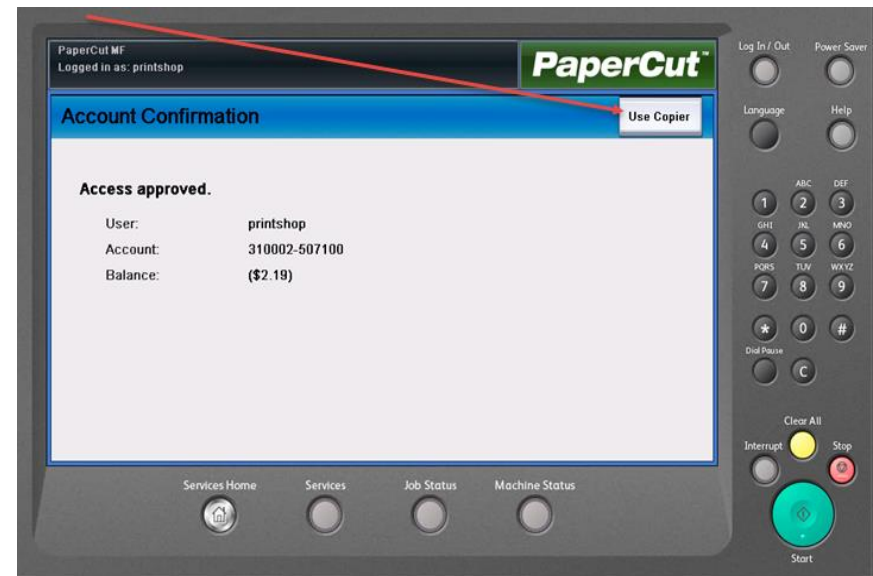 PaperCut MF
Logged in as: printshop
PaperCut™
Account Confirmation
Use Copier
Access approved.
User: printshop
Account: 310002-507100
Balance: ($2.19)
Services Home Services Job Status Machine Status
Log In / Out Power Saver
Language Help
ABC DEF
1 2 3
GHI JKL MNO
4 5 6
PQRS TUV WXYZ
7 8 9
* 0 #
Dial Pause
C
Clear All
Interrupt Stop
Start